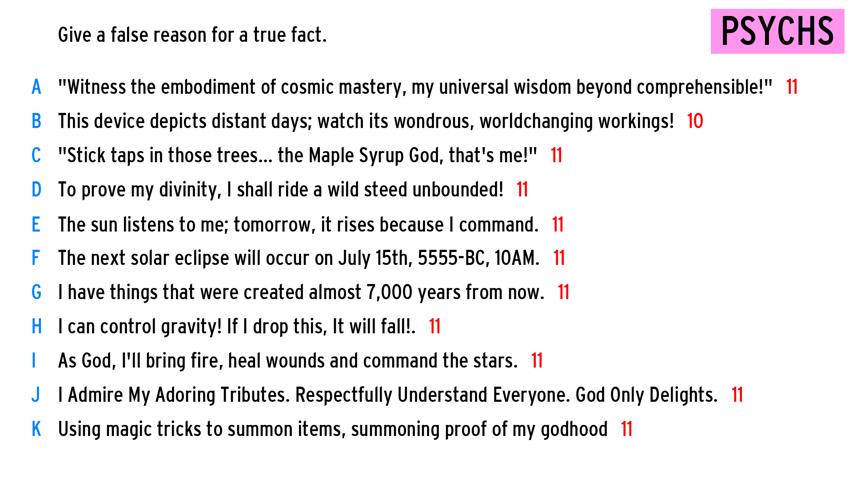 Give a false reason for a true fact.
PSYCHS
A "Witness the embodiment of cosmic mastery, my universal wisdom beyond comprehensible!" 11
B This device depicts distant days; watch its wondrous, worldchanging workings! 10
C "Stick taps in those trees... the Maple Syrup God, that's me!" 11
D To prove my divinity, I shall ride a wild steed unbounded! 11
E The sun listens to me; tomorrow, it rises because I command. 11
F The next solar eclipse will occur on July 15th, 5555-BC, 10AM. 11
G I have things that were created almost 7,000 years from now. 11
H I can control gravity! If I drop this, It will fall!. 11
I As God, I'll bring fire, heal wounds and command the stars. 11
J I Admire My Adoring Tributes. Respectfully Understand Everyone. God Only Delights. 11
K Using magic tricks to summon items, summoning proof of my godhood 11